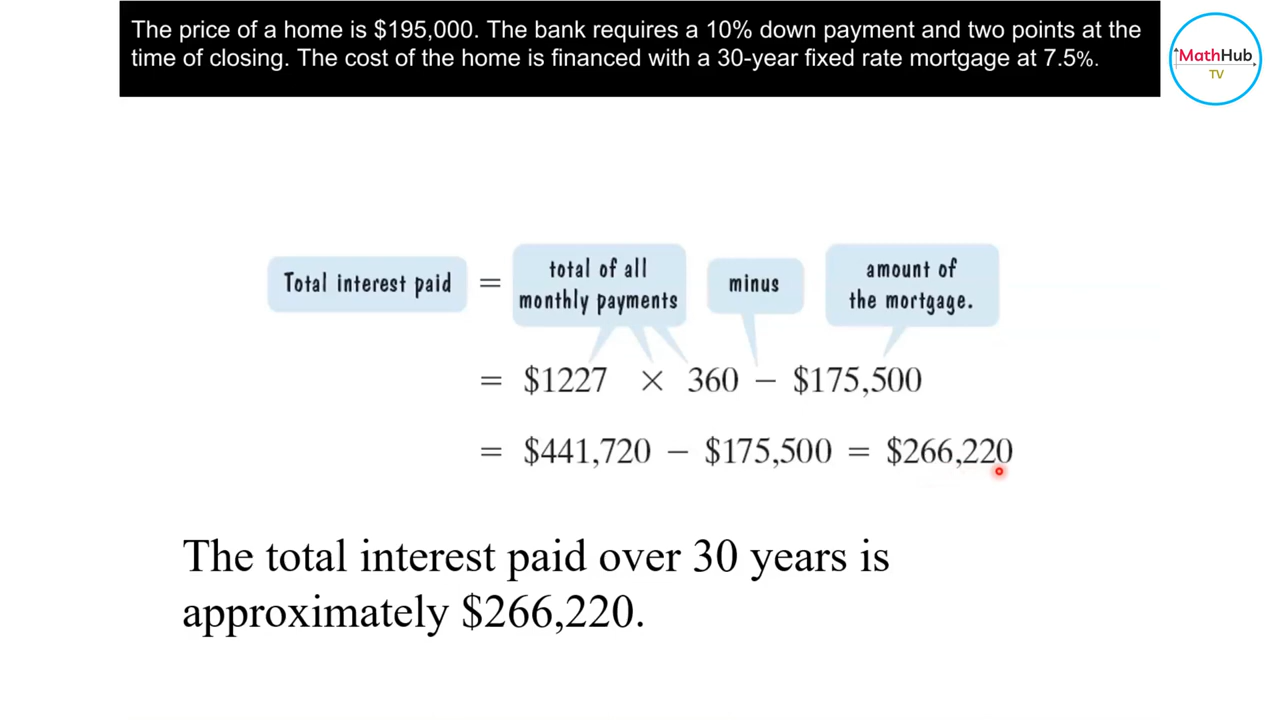 The price of a home is $195,000. The bank requires a 10% down payment and two points at the
time of closing. The cost of the home is financed with a 30-year fixed rate mortgage at 7.5%.
MathHub
TV
Total interest paid = total of all monthly payments minus amount of the mortgage.
= $1227 × 360 − $175,500
= $441,720 − $175,500 = $266,220
The total interest paid over 30 years is
approximately $266,220.